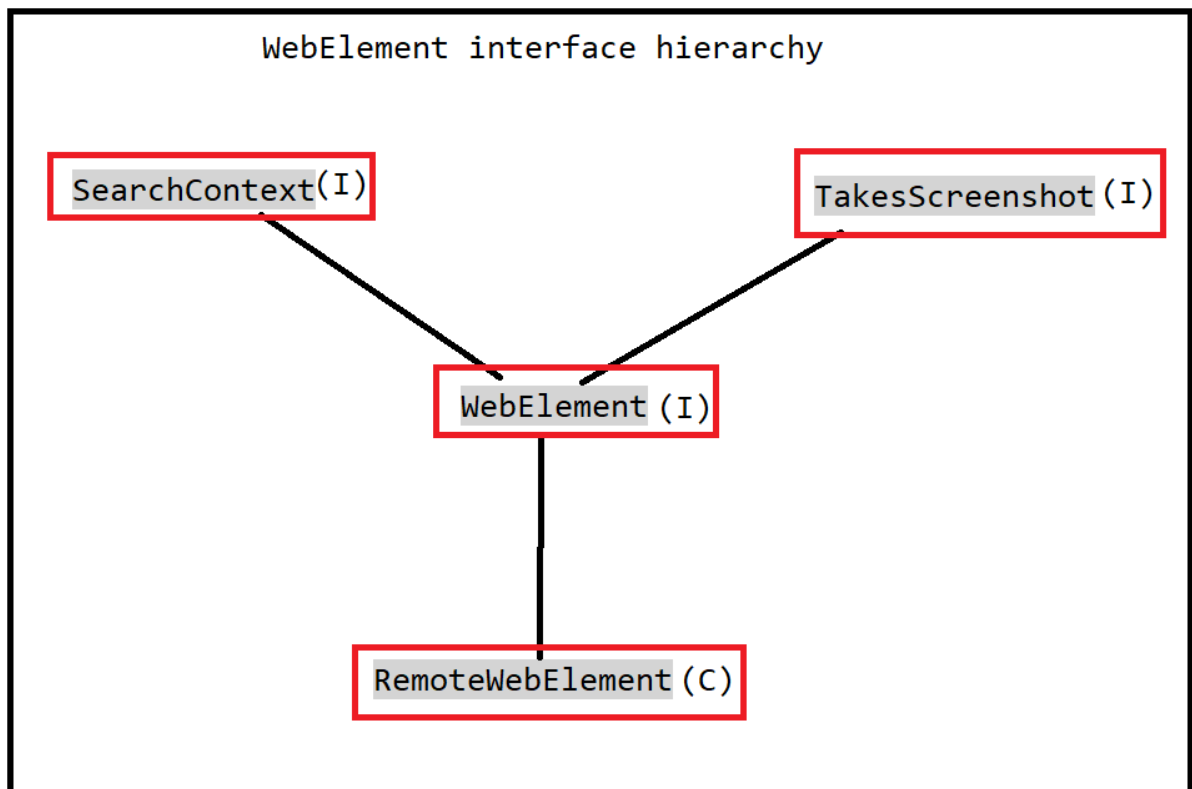 WebElement interface hierarchy
SearchContext(I)
TakesScreenshot (I)
WebElement (I)
RemoteWebElement (C)